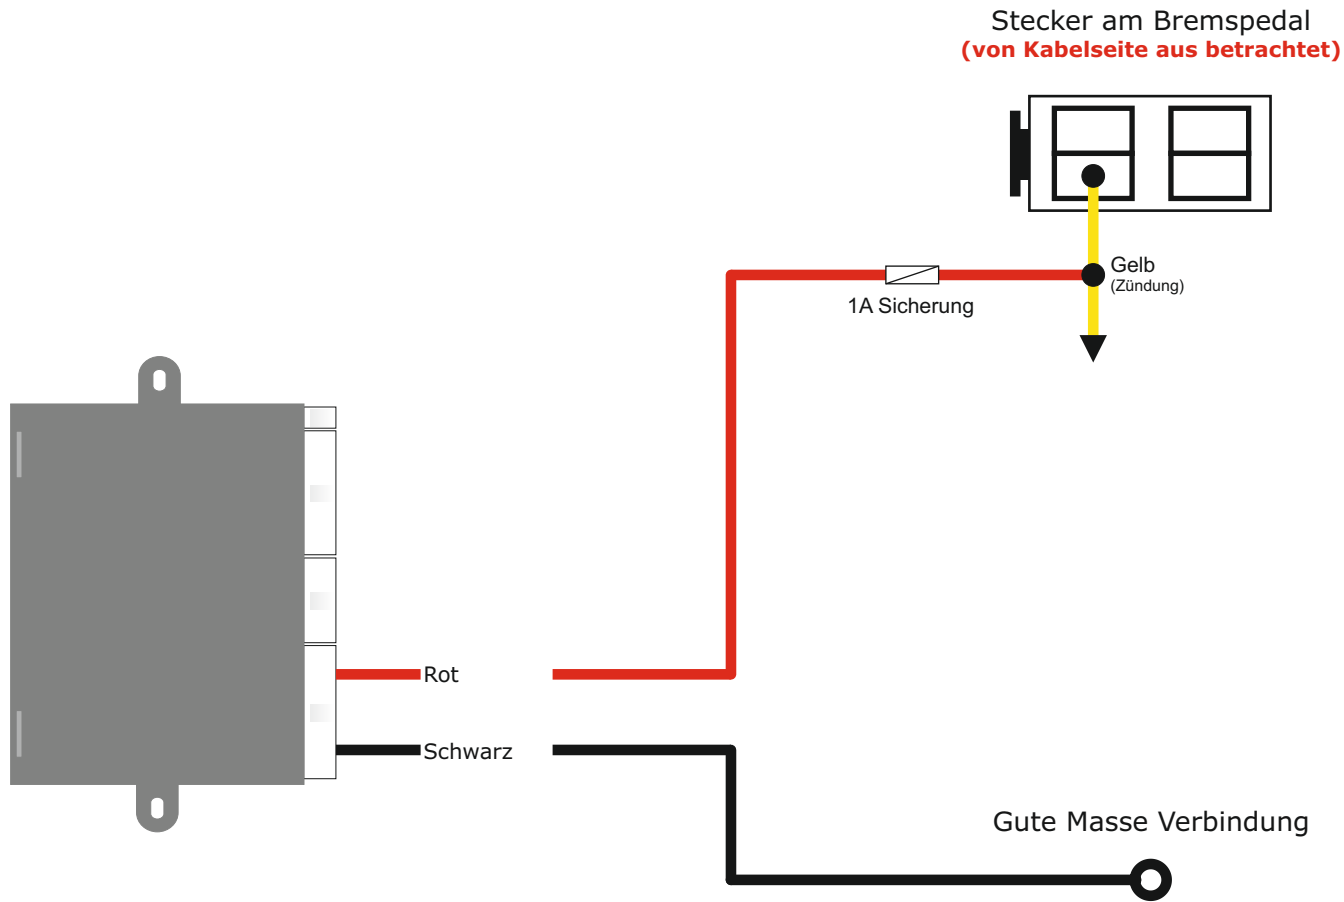 Stecker am Bremspedal
(von Kabelseite aus betrachtet)
Gelb
(Zündung)
1A Sicherung
Rot
Schwarz
Gute Masse Verbindung